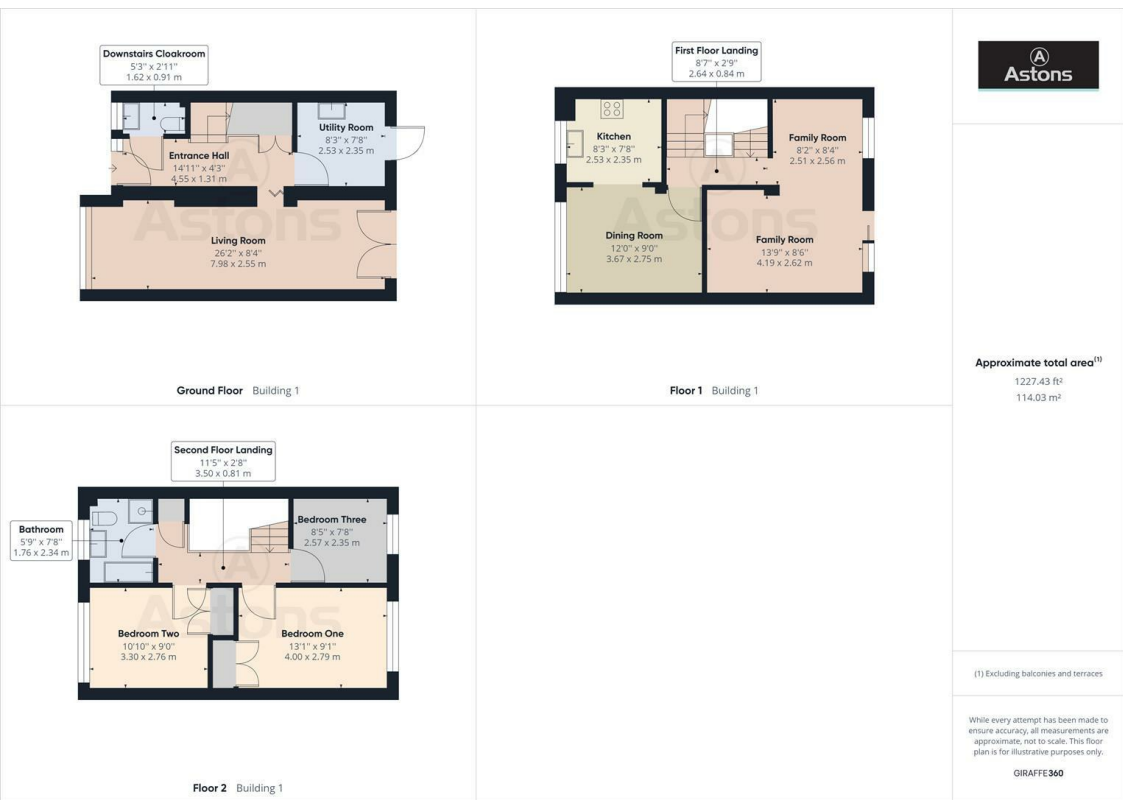 Downstairs Cloakroom
5'3" x 2'11"
1.62 x 0.91 m
Utility Room
8'3" x 7'8"
2.53 x 2.35 m
Entrance Hall
14'11" x 4'3"
4.55 x 1.31 m
Astons
Living Room
26'2" x 8'4"
7.98 x 2.55 m
Ground Floor Building 1
First Floor Landing
8'7" x 2'9"
2.64 x 0.84 m
Kitchen
8'3" x 7'8"
2.53 x 2.35 m
Family Room
8'2" x 8'4"
2.51 x 2.56 m
Astons
Dining Room
12'0" x 9'0"
3.67 x 2.75 m
Family Room
13'9" x 8'6"
4.19 x 2.62 m
Floor 1 Building 1
Second Floor Landing
11'5" x 2'8"
3.50 x 0.81 m
Bathroom
5'9" x 7'8"
1.76 x 2.34 m
Bedroom Three
8'5" x 7'8"
2.57 x 2.35 m
Astons
Bedroom Two
10'10" x 9'0"
3.30 x 2.76 m
Bedroom One
13'1" x 9'1"
4.00 x 2.79 m
Floor 2 Building 1
A
Astons
Approximate total area(1)
1227.43 ft²
114.03 m²
(1) Excluding balconies and terraces
While every attempt has been made to
ensure accuracy, all measurements are
approximate, not to scale. This floor
plan is for illustrative purposes only.
GIRAFFE360